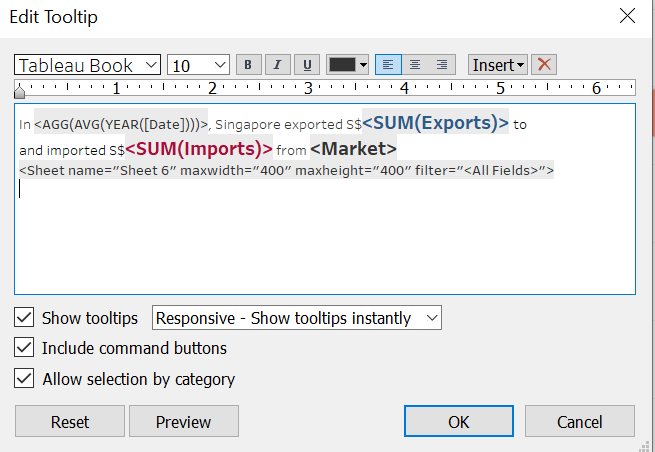 Edit Tooltip
Tableau Book 10 B I U Insert
1 2 3 4 5 6
In <AGG(AVG(YEAR([Date])))>, Singapore exported S$<SUM(Exports)> to
and imported S$<SUM(Imports)> from <Market>
<Sheet name="Sheet 6" maxwidth="400" maxheight="400" filter="<All Fields>">
Show tooltips Responsive - Show tooltips instantly
Include command buttons
Allow selection by category
Reset Preview OK Cancel